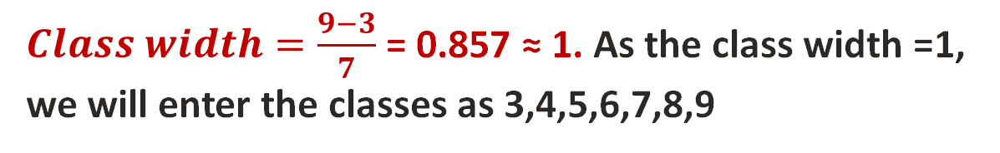 Class width = 9−3/7 = 0.857 ≈ 1. As the class width =1,
we will enter the classes as 3,4,5,6,7,8,9